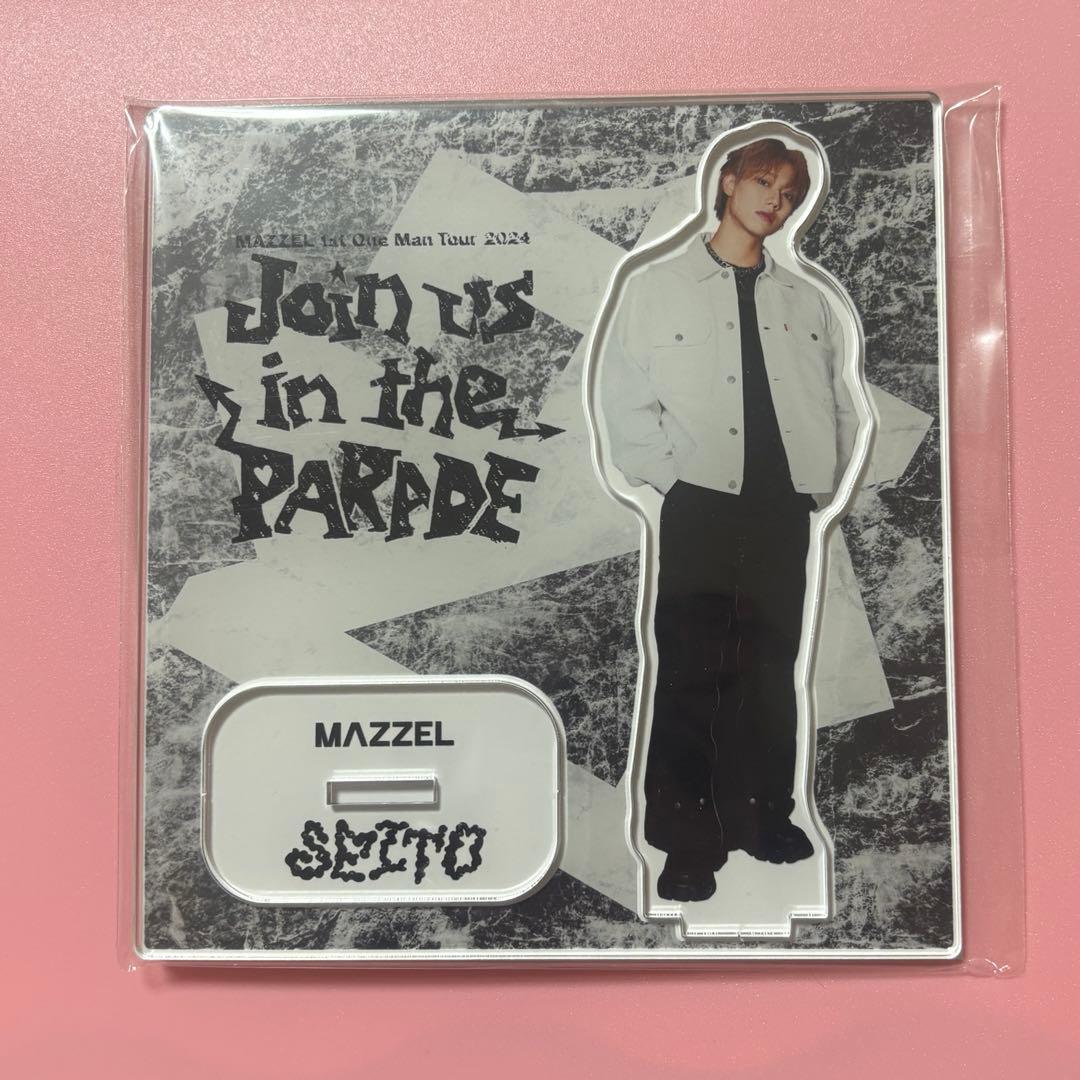 MAZZEL 1st One Man Tour 2024
Join us
in the
PARADE
MAZZEL
SEITO